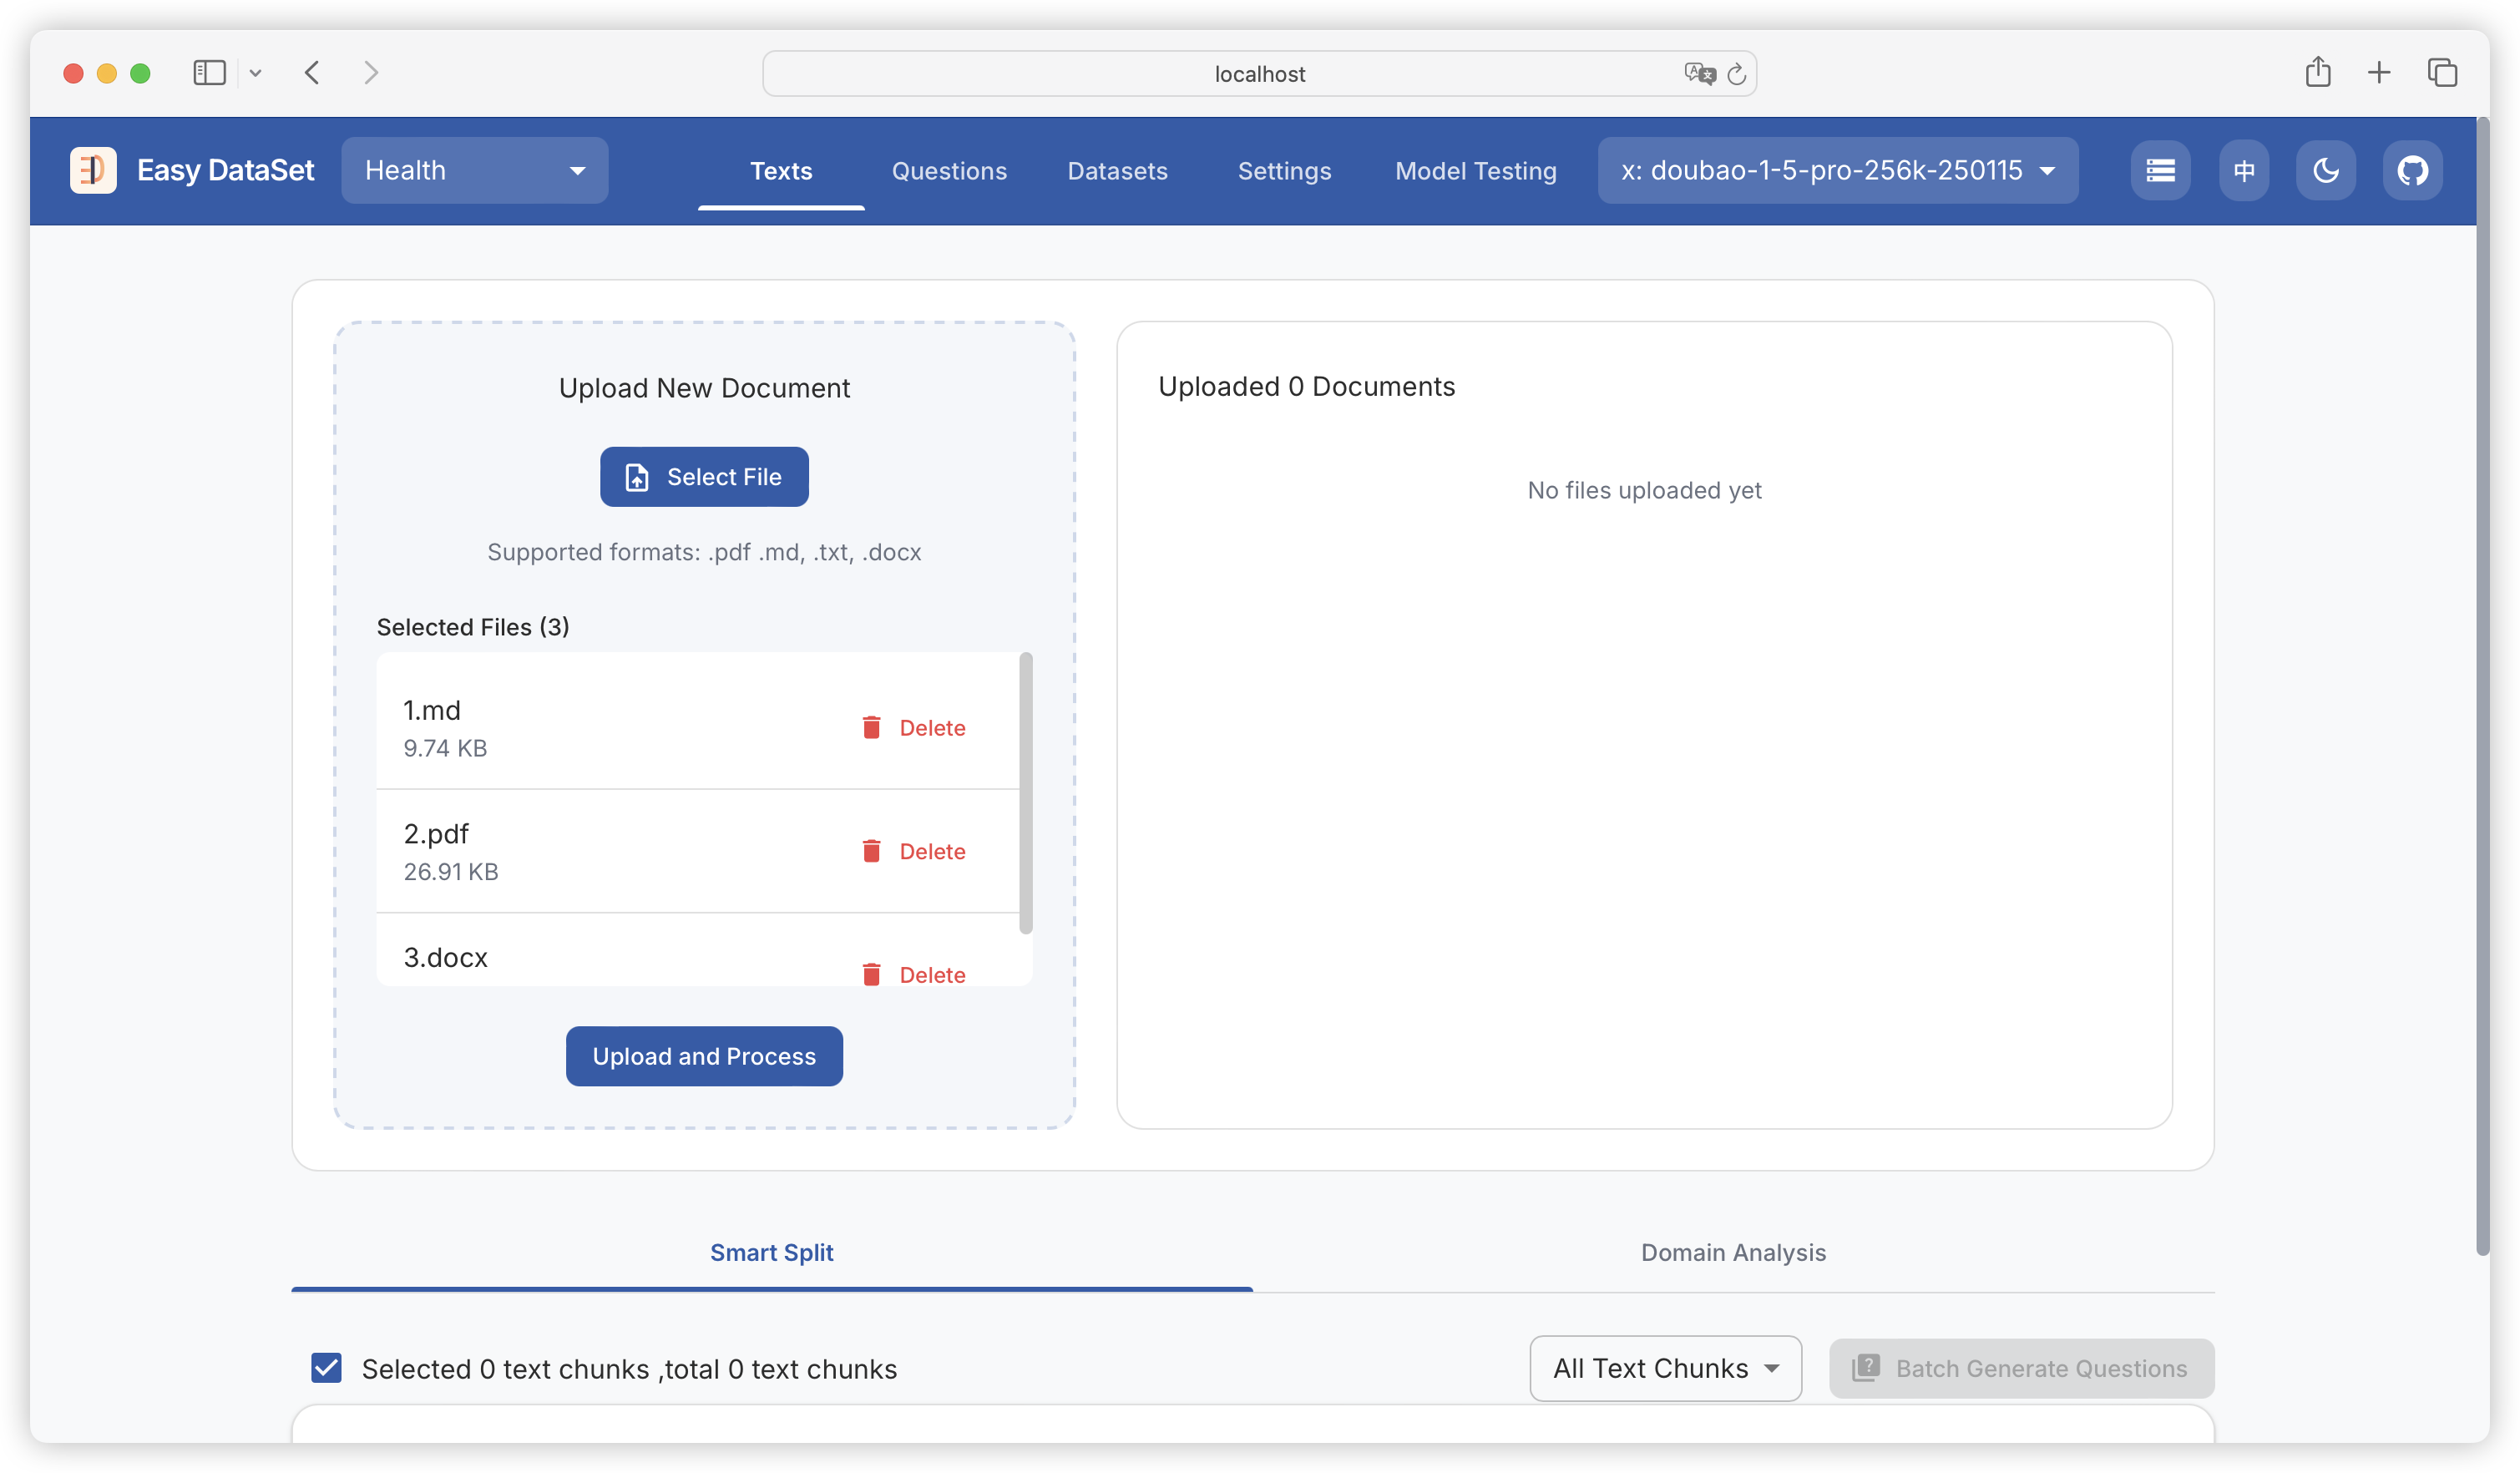 localhost
Easy DataSet
Health
Texts
Questions
Datasets
Settings
Model Testing
x: doubao-1-5-pro-256k-250115
中
Upload New Document
Select File
Supported formats: .pdf .md, .txt, .docx
Selected Files (3)
1.md
9.74 KB
Delete
2.pdf
26.91 KB
Delete
3.docx
Delete
Upload and Process
Uploaded 0 Documents
No files uploaded yet
Smart Split
Domain Analysis
Selected 0 text chunks ,total 0 text chunks
All Text Chunks
Batch Generate Questions